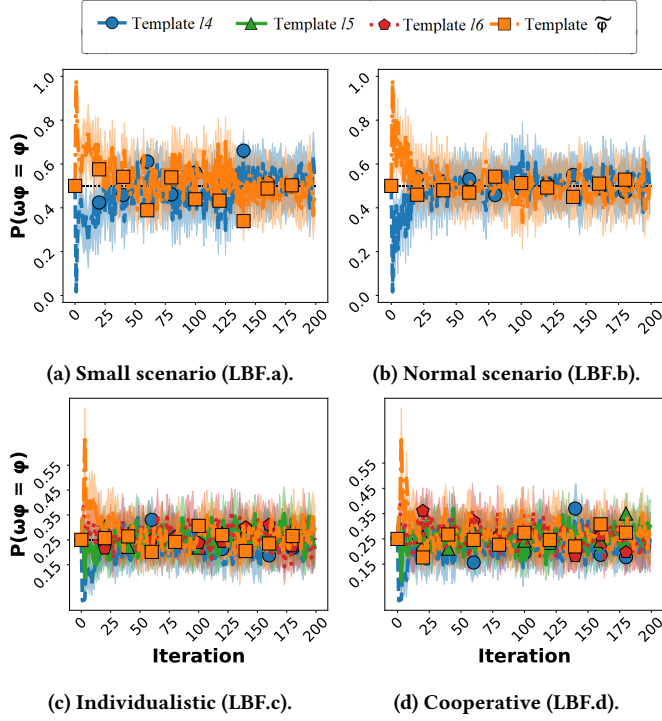 Template l4 Template l5 Template l6 Template φ̃
P(ωφ = φ)
1.0
0.8
0.6
0.4
0.2
0.0
0 25 50 75 100 125 150 175 200
1.0
0.8
0.6
0.4
0.2
0.0
0 25 50 75 100 125 150 175 200
(a) Small scenario (LBF.a).
(b) Normal scenario (LBF.b).
P(ωφ = φ)
0.55
0.45
0.35
0.25
0.15
0 25 50 75 100 125 150 175 200
Iteration
0.55
0.45
0.35
0.25
0.15
0 25 50 75 100 125 150 175 200
Iteration
(c) Individualistic (LBF.c).
(d) Cooperative (LBF.d).